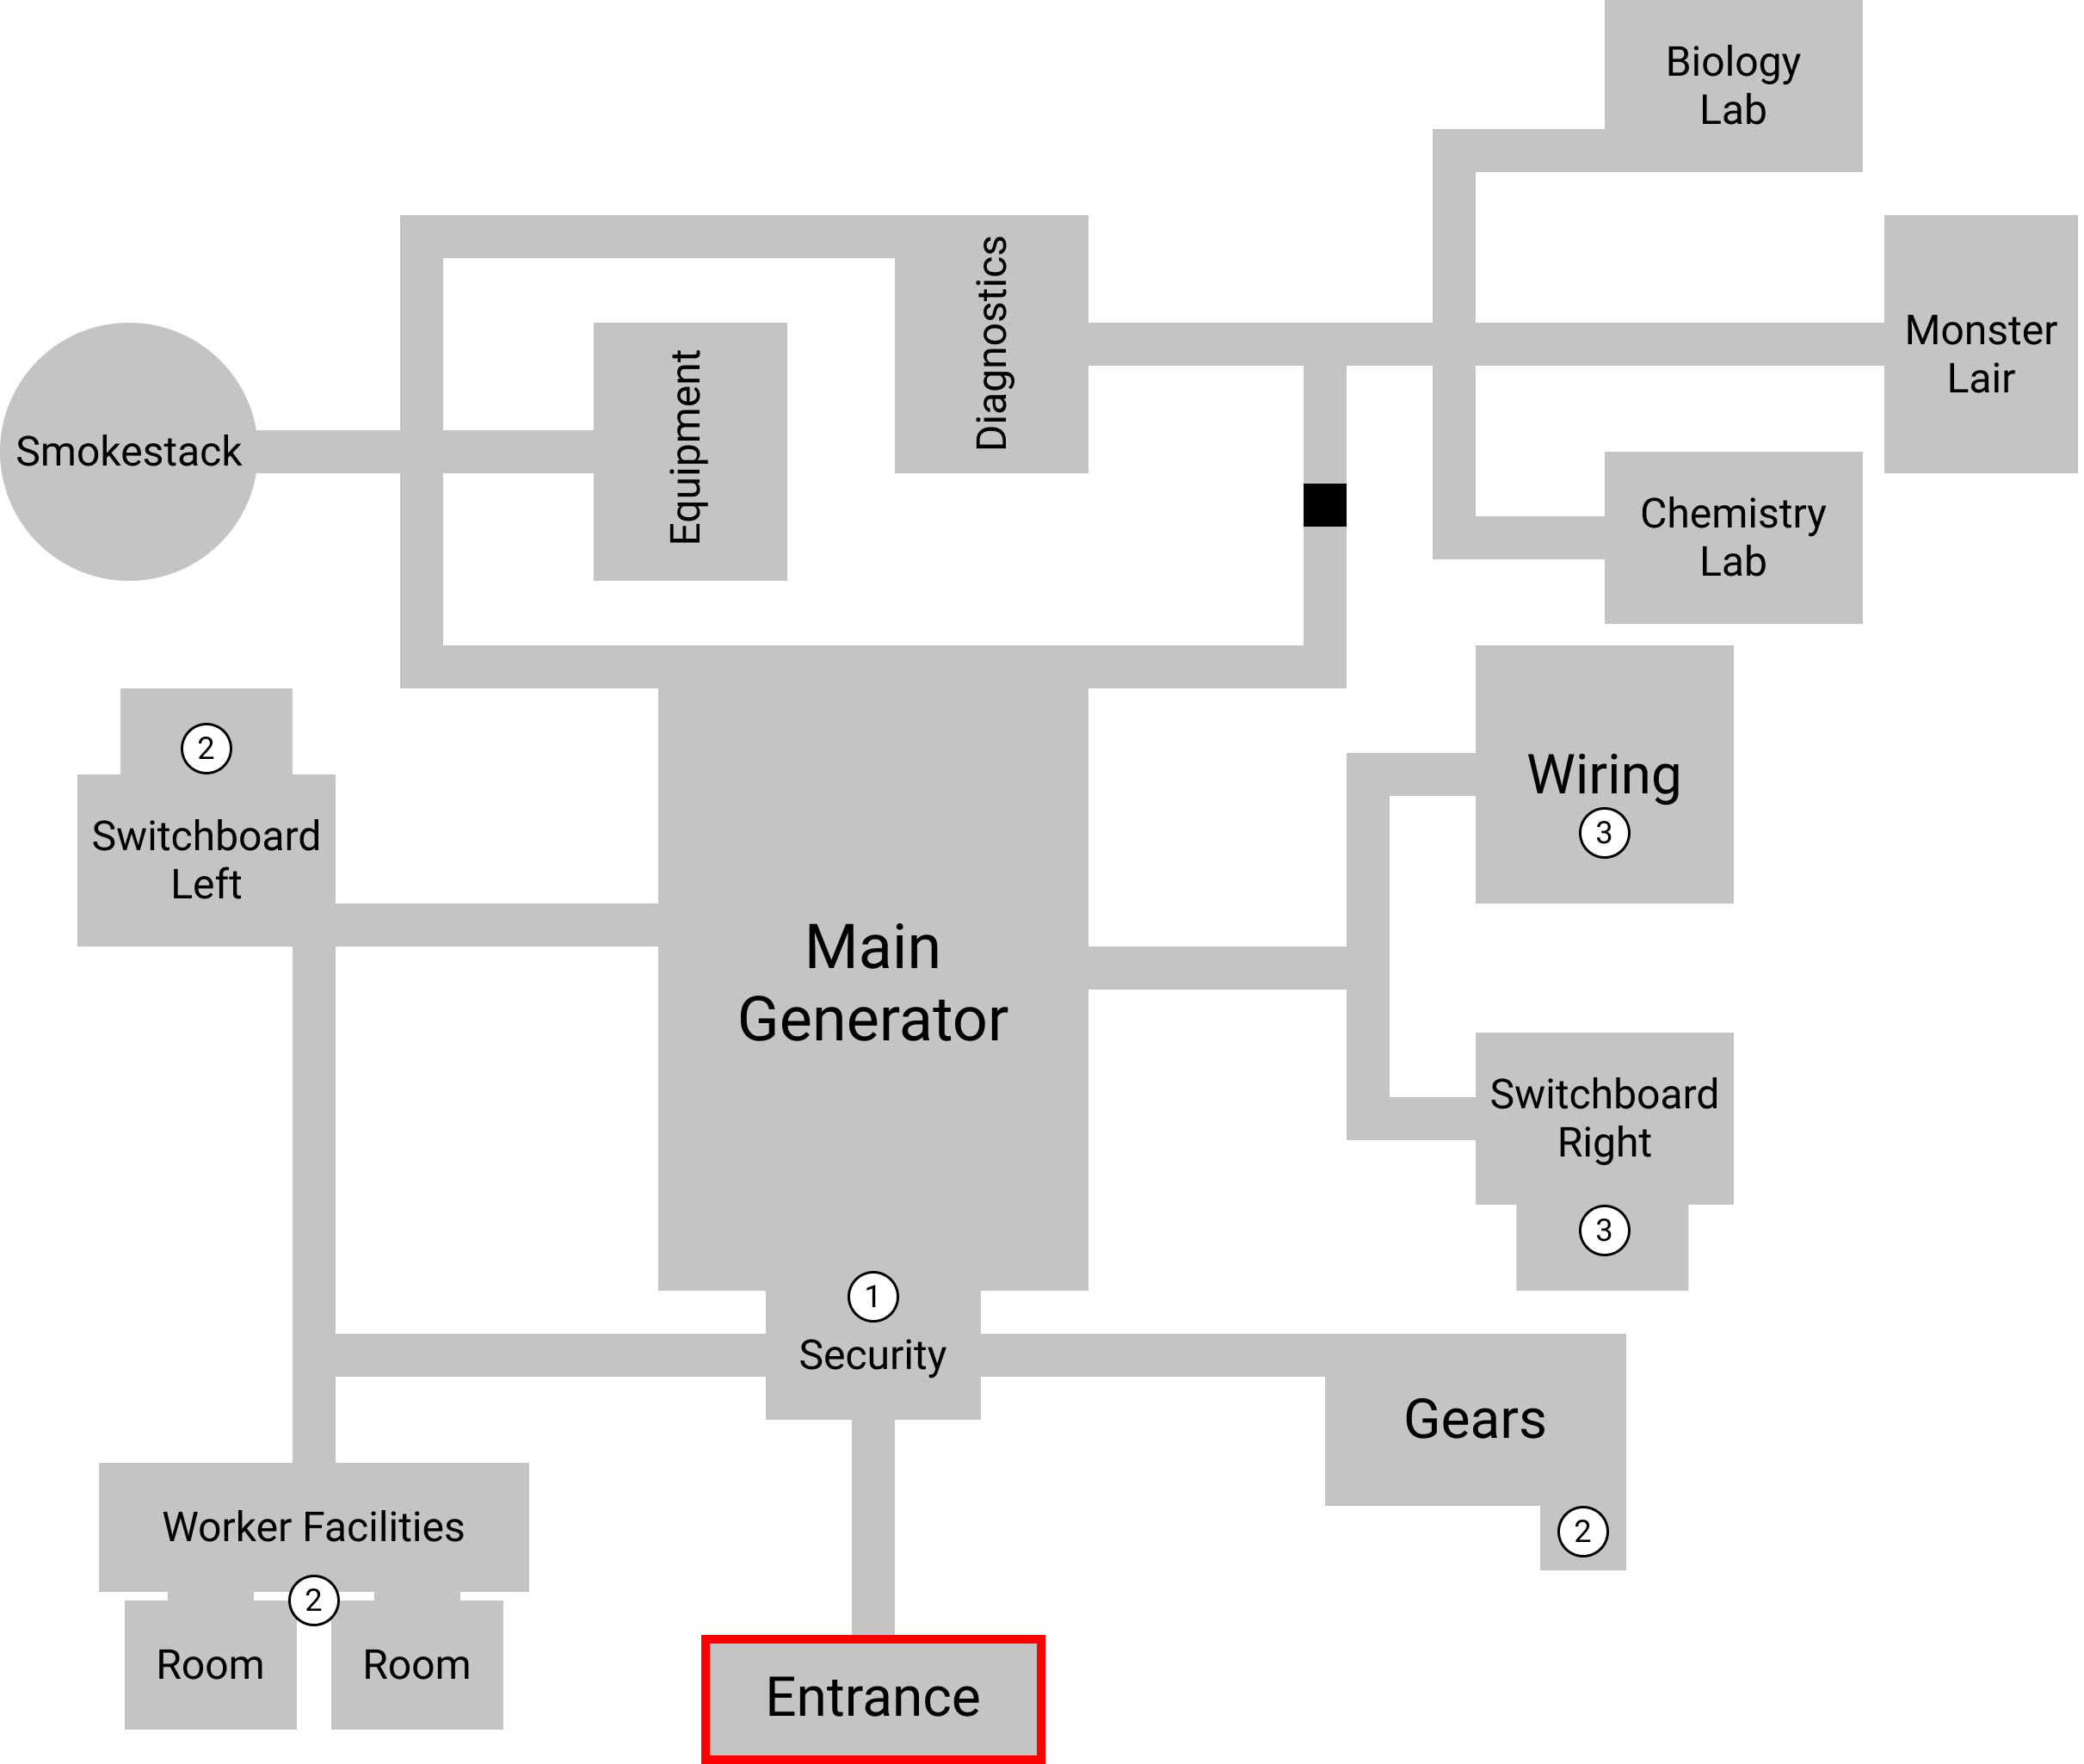 Biology
Lab
Diagnostics
Monster
Lair
Equipment
Smokestack
Chemistry
Lab
2
Wiring
3
Switchboard
Left
Main
Generator
Switchboard
Right
3
1
Security
Gears
2
Worker Facilities
2
Room
Room
Entrance